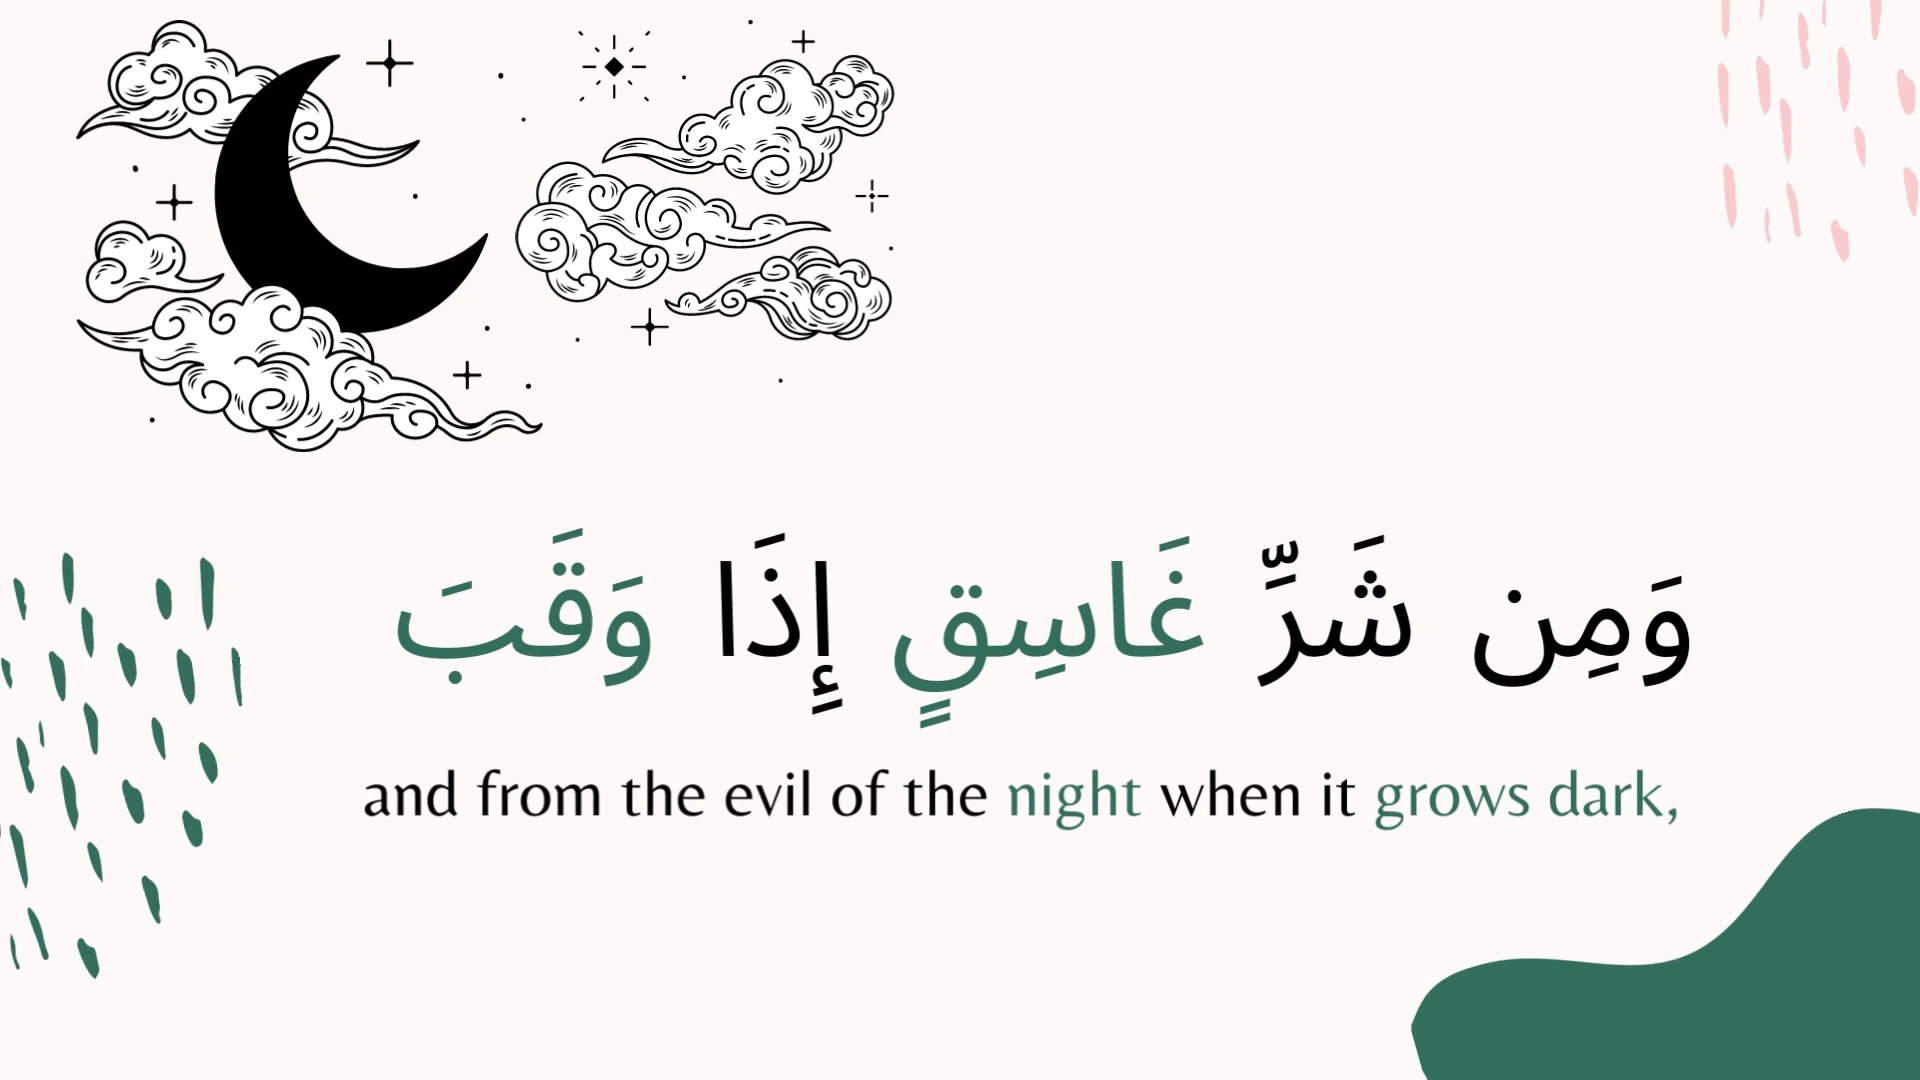 وَمِن شَرِّ غَاسِقٍ إِذَا وَقَبَ
and from the evil of the night when it grows dark,